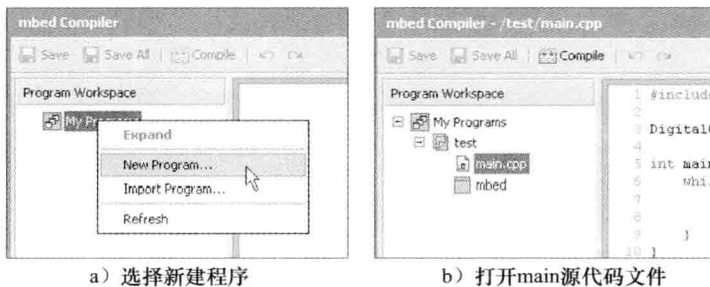 mbed Compiler
Save Save All Compile
Program Workspace
My Pr
Expand
New Program...
Import Program...
Refresh
a）选择新建程序
mbed Compiler - /test/main.cpp
Save Save All Compile
Program Workspace
My Programs
test
main.cpp
mbed
1 #include
2
3 Digital
4
5 int main
6 whi
7
8
9 }
10 }
b）打开main源代码文件